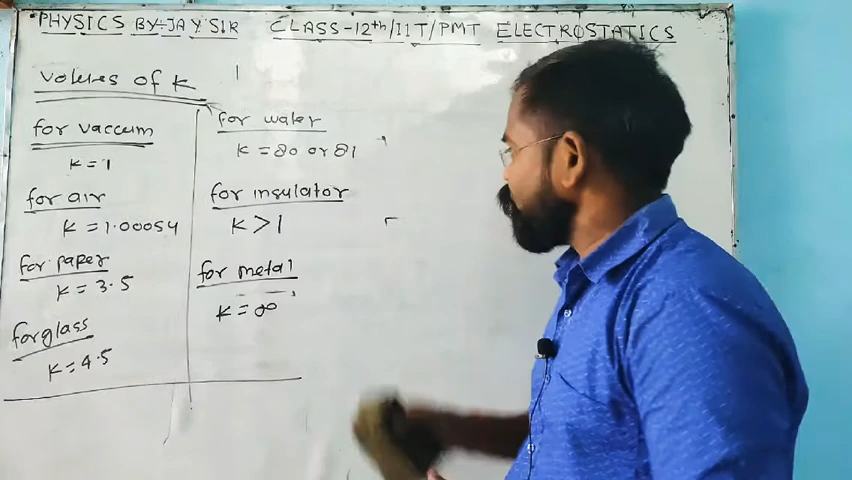 PHYSICS BY:-JAY SIR CLASS-12th/IIT/PMT ELECTROSTATICS
values of K
for vaccum
K = 1
for air
K = 1.00054
for paper
K = 3.5
for glass
K = 4.5
for water
K = 80 or 81
for insulator
K > 1
for metal
K = ∞